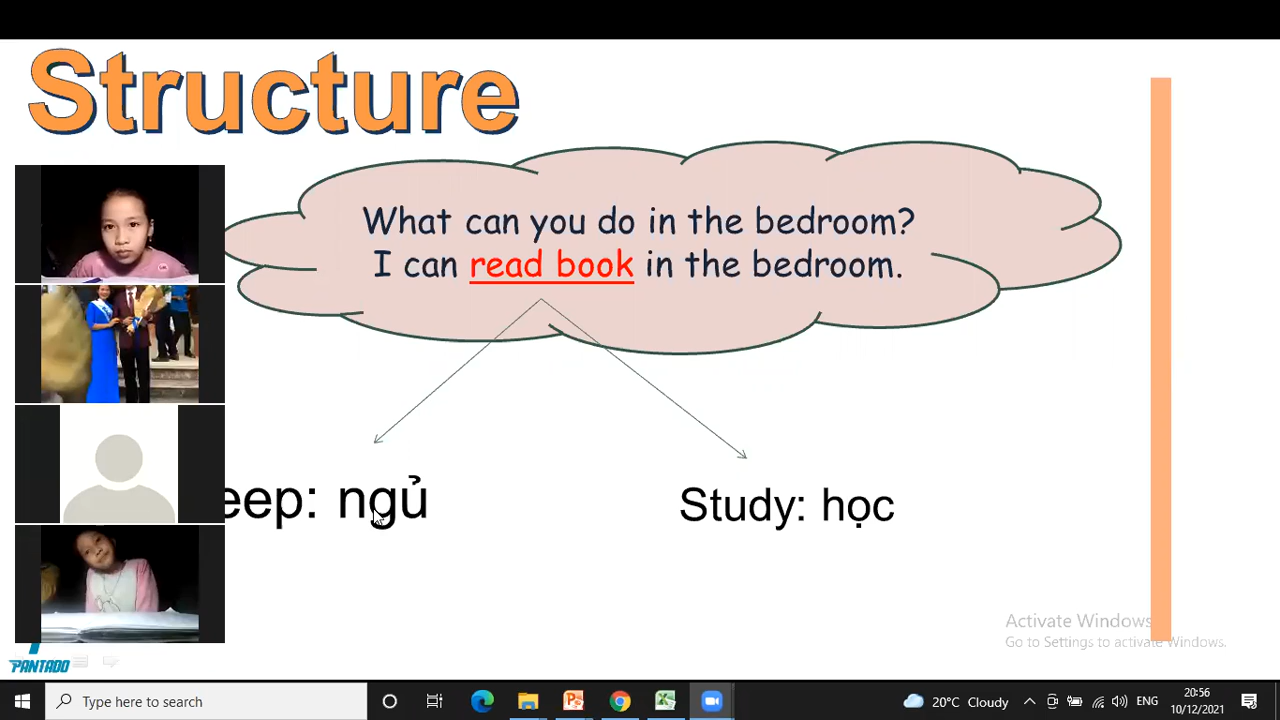 Structure
What can you do in the bedroom?
I can read book in the bedroom.
eep: ngủ
Study: học
Activate Windows
Go to Settings to activate Windows.
PANTADO
Type here to search
20°C Cloudy
ENG
20:56
10/12/2021